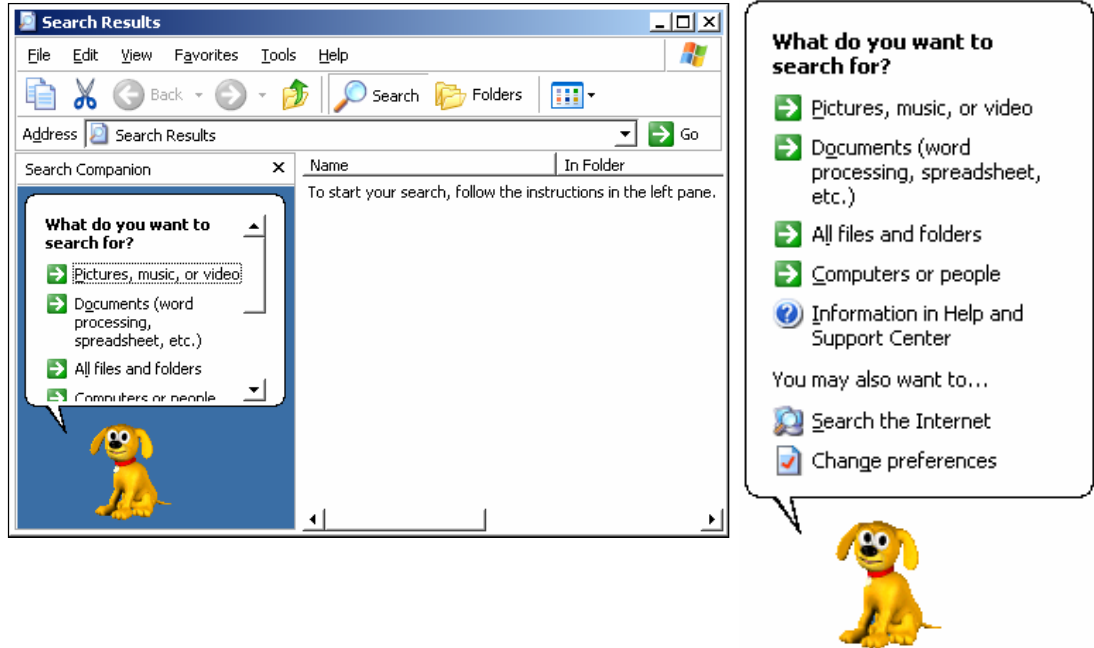 Search Results
File Edit View Favorites Tools Help
Back Search Folders
Address Search Results Go
Search Companion
Name In Folder
To start your search, follow the instructions in the left pane.
What do you want to
search for?
Pictures, music, or video
Documents (word
processing,
spreadsheet, etc.)
All files and folders
Computers or people
What do you want to
search for?
Pictures, music, or video
Documents (word
processing, spreadsheet,
etc.)
All files and folders
Computers or people
Information in Help and
Support Center
You may also want to...
Search the Internet
Change preferences